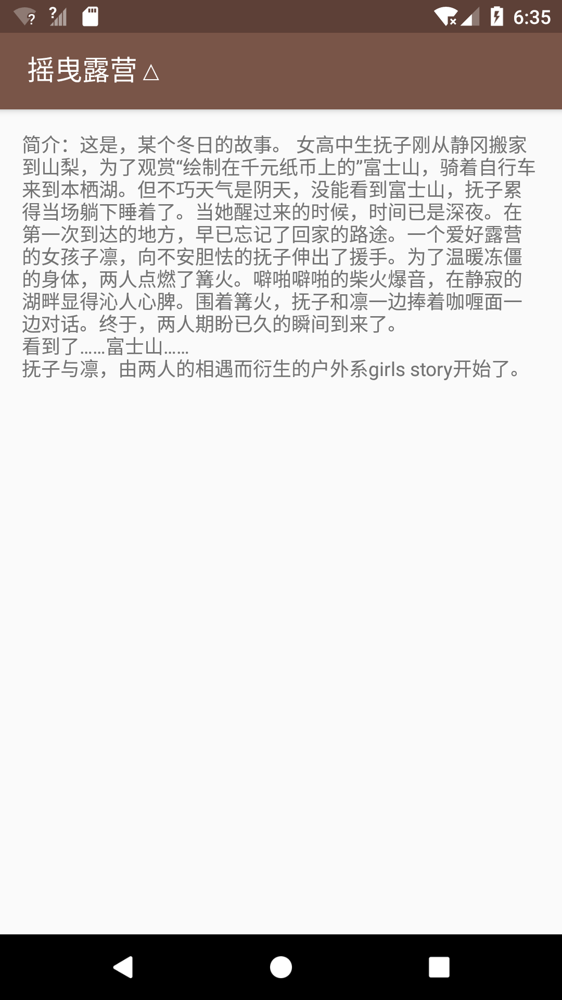 6:35
摇曳露营△
简介：这是，某个冬日的故事。 女高中生抚子刚从静冈搬家
到山梨，为了观赏“绘制在千元纸币上的”富士山，骑着自行车
来到本栖湖。但不巧天气是阴天，没能看到富士山，抚子累
得当场躺下睡着了。当她醒过来的时候，时间已是深夜。在
第一次到达的地方，早已忘记了回家的路途。一个爱好露营
的女孩子凛，向不安胆怯的抚子伸出了援手。为了温暖冻僵
的身体，两人点燃了篝火。噼啪噼啪的柴火爆音，在静寂的
湖畔显得沁人心脾。围着篝火，抚子和凛一边捧着咖喱面一
边对话。终于，两人期盼已久的瞬间到来了。
看到了……富士山……
抚子与凛，由两人的相遇而衍生的户外系girls story开始了。